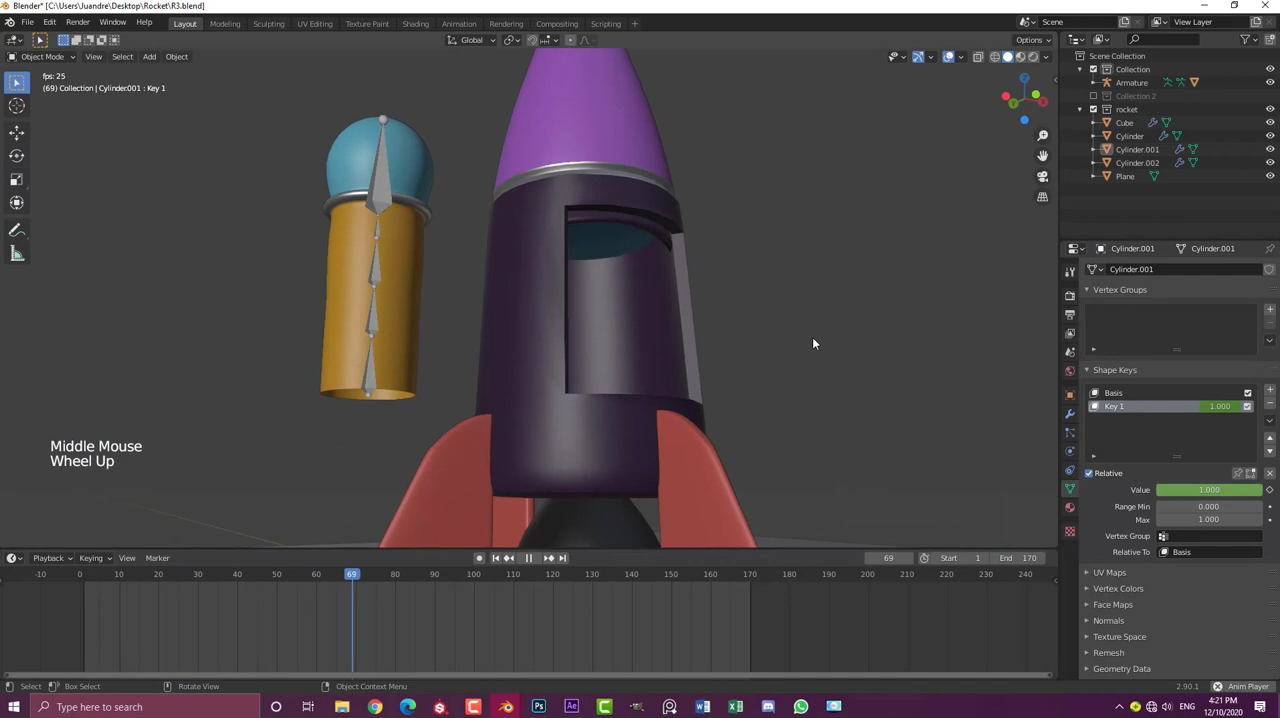 Blender* [C:\Users\Juandre\Desktop\Rocket\R3.blend]
File Edit Render Window Help Layout Modeling Sculpting UV Editing Texture Paint Shading Animation Rendering Compositing Scripting Scene View Layer
Global Options
Object Mode View Select Add Object
fps: 25
(69) Collection | Cylinder.001 : Key 1
Scene Collection
Collection
Armature
Collection 2
rocket
Cube
Cylinder
Cylinder.001
Cylinder.002
Plane
Cylinder.001 Cylinder.001
Cylinder.001
Vertex Groups
Shape Keys
Basis
Key 1 1.000
Relative
Value 1.000
Range Min 0.000
Max 1.000
Vertex Group
Relative To Basis
UV Maps
Vertex Colors
Face Maps
Normals
Texture Space
Remesh
Geometry Data
Middle Mouse
Wheel Up
Playback Keying View Marker 69 Start 1 End 170
-10 0 10 20 30 40 50 60 69 80 90 100 110 120 130 140 150 160 170 180 190 200 210 220 230 240
Select Box Select Rotate View Object Context Menu 2.90.1 Anim Player
Type here to search
4:21 PM
12/10/2020